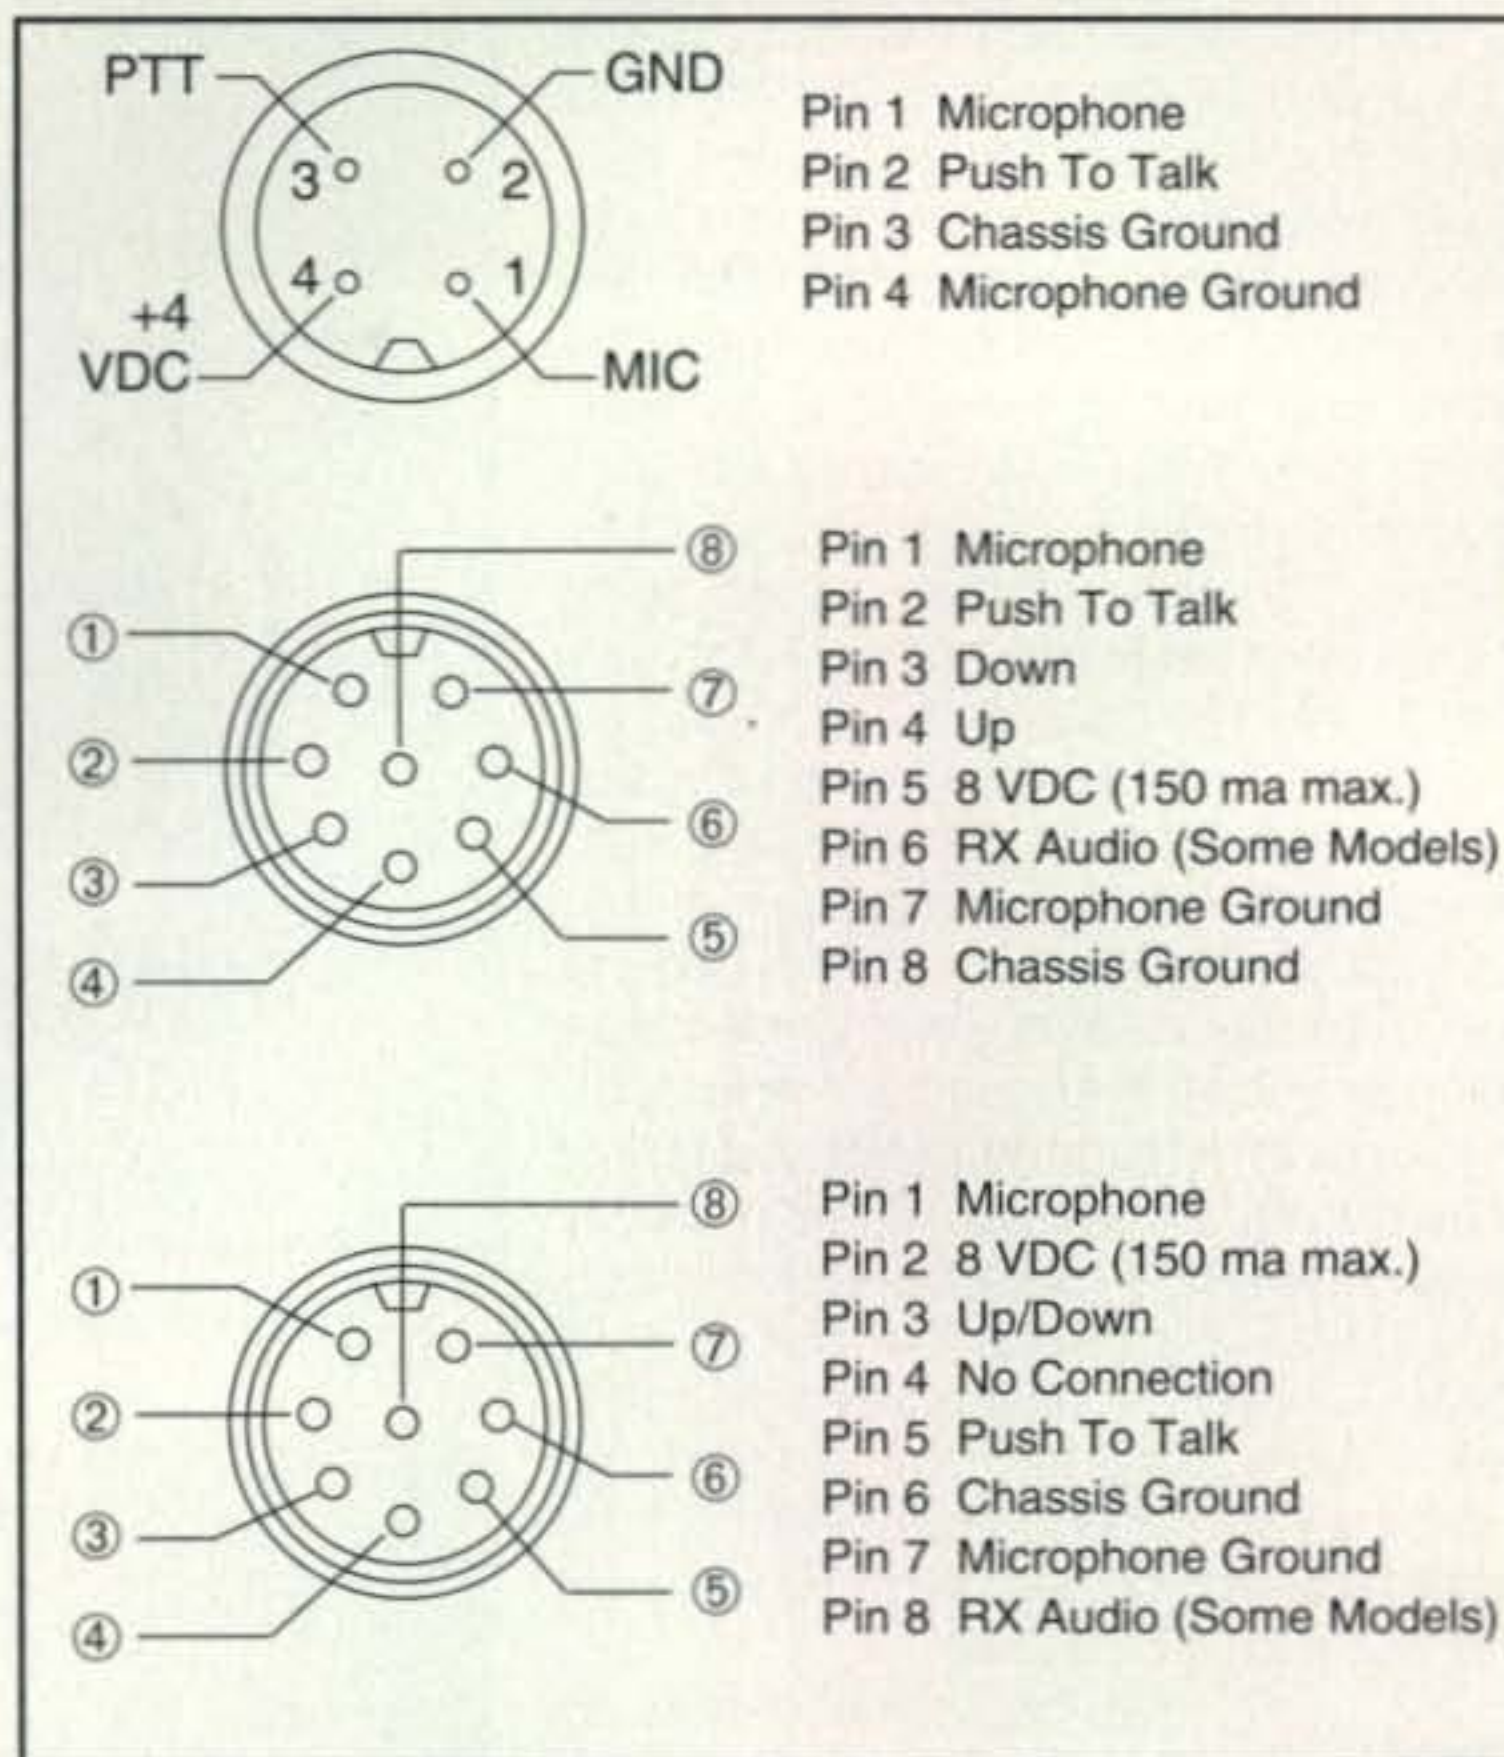 PTT
GND
3
2
4
1
+4
VDC
MIC
Pin 1 Microphone
Pin 2 Push To Talk
Pin 3 Chassis Ground
Pin 4 Microphone Ground
⑧
①
⑦
②
⑥
③
⑤
④
Pin 1 Microphone
Pin 2 Push To Talk
Pin 3 Down
Pin 4 Up
Pin 5 8 VDC (150 ma max.)
Pin 6 RX Audio (Some Models)
Pin 7 Microphone Ground
Pin 8 Chassis Ground
⑧
①
⑦
②
⑥
③
⑤
④
Pin 1 Microphone
Pin 2 8 VDC (150 ma max.)
Pin 3 Up/Down
Pin 4 No Connection
Pin 5 Push To Talk
Pin 6 Chassis Ground
Pin 7 Microphone Ground
Pin 8 RX Audio (Some Models)